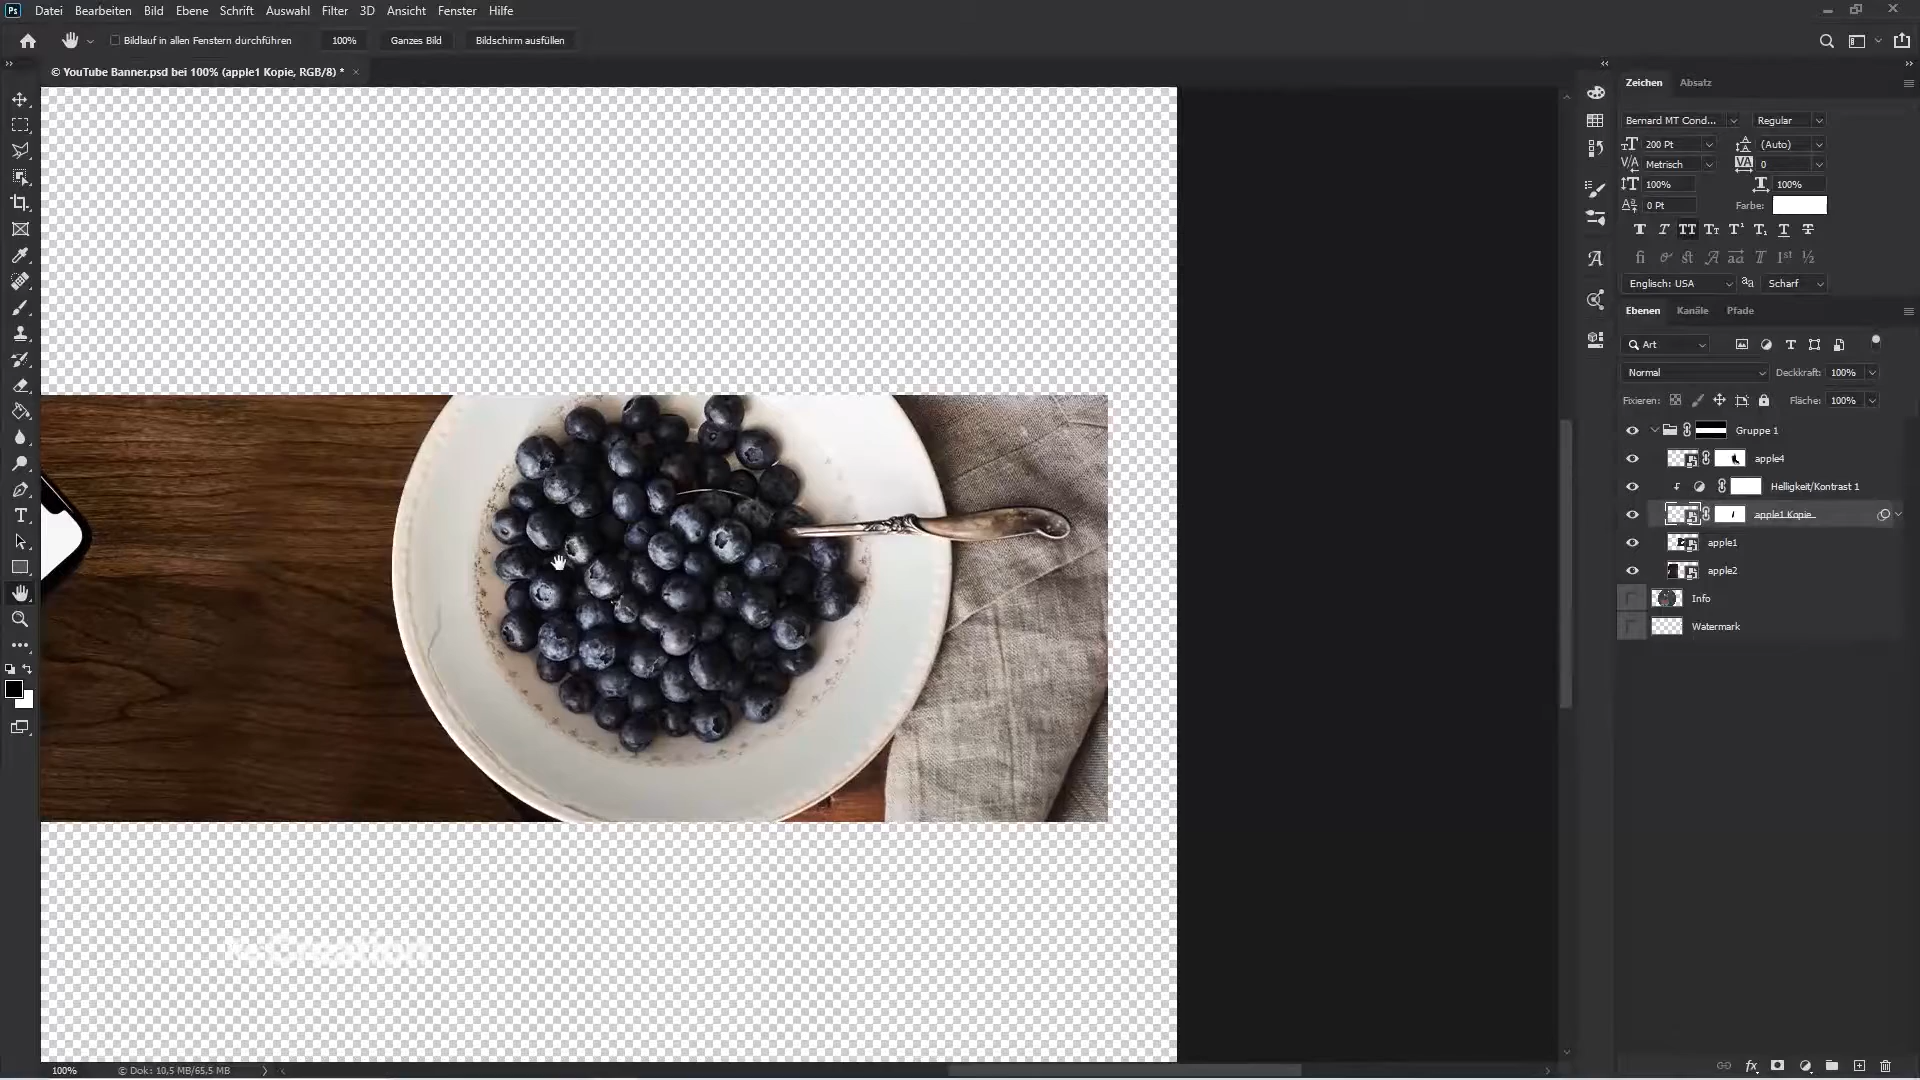 Ps Datei Bearbeiten Bild Ebene Schrift Auswahl Filter 3D Ansicht Fenster Hilfe
Bildlauf in allen Fenstern durchführen 100% Ganzes Bild Bildschirm ausfüllen
© YouTube Banner.psd bei 100% (apple1 Kopie, RGB/8) * ×
Zeichen Absatz
Bernard MT Cond... Regular
200 Pt (Auto)
Metrisch 0
100% 100%
0 Pt Farbe:
Englisch: USA Scharf
Ebenen Kanäle Pfade
Art
Normal Deckkraft: 100%
Fixieren: Fläche: 100%
Gruppe 1
apple4
Helligkeit/Kontrast 1
apple1 Kopie
apple1
apple2
Info
Watermark
100% © Dok: 10,5 MB/65,5 MB